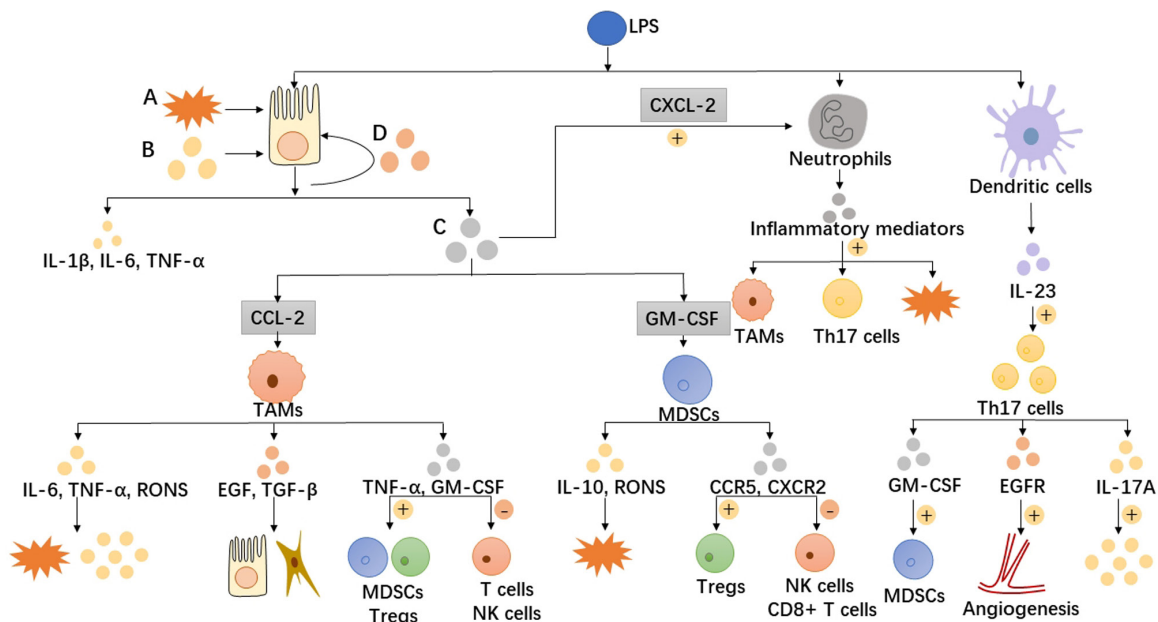 LPS
A
B
D
CXCL-2
+
Neutrophils
Dendritic cells
C
Inflammatory mediators
+
IL-1β, IL-6, TNF-α
IL-23
+
CCL-2
GM-CSF
TAMs
Th17 cells
TAMs
MDSCs
Th17 cells
IL-6, TNF-α, RONS
EGF, TGF-β
TNF-α, GM-CSF
+
-
IL-10, RONS
CCR5, CXCR2
+
-
GM-CSF
+
EGFR
+
IL-17A
+
MDSCs
Tregs
T cells
NK cells
Tregs
NK cells
CD8+ T cells
MDSCs
Angiogenesis